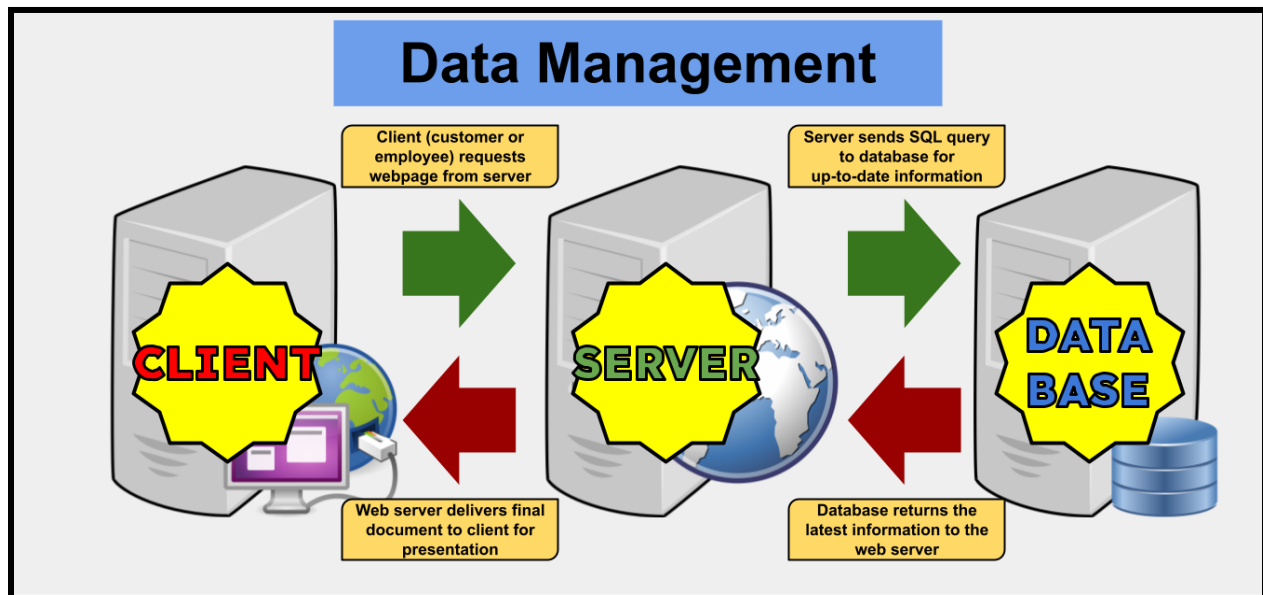 Data Management
Client (customer or
employee) requests
webpage from server
Server sends SQL query
to database for
up-to-date information
CLIENT
SERVER
DATA
BASE
Web server delivers final
document to client for
presentation
Database returns the
latest information to the
web server